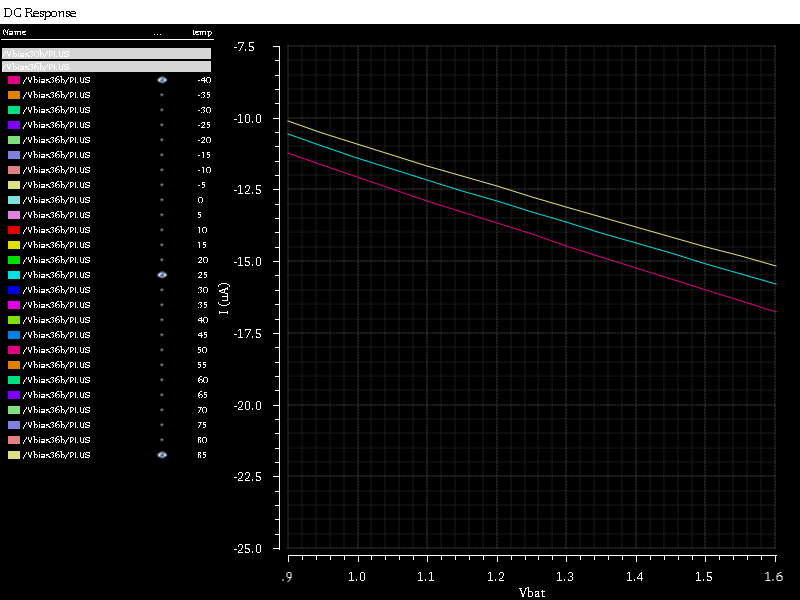 DC Response
Name ... temp
/Vbias36b/PLUS
/Vbias36b/PLUS
/Vbias36b/PLUS -40
/Vbias36b/PLUS -35
/Vbias36b/PLUS -30
/Vbias36b/PLUS -25
/Vbias36b/PLUS -20
/Vbias36b/PLUS -15
/Vbias36b/PLUS -10
/Vbias36b/PLUS -5
/Vbias36b/PLUS 0
/Vbias36b/PLUS 5
/Vbias36b/PLUS 10
/Vbias36b/PLUS 15
/Vbias36b/PLUS 20
/Vbias36b/PLUS 25
/Vbias36b/PLUS 30
/Vbias36b/PLUS 35
/Vbias36b/PLUS 40
/Vbias36b/PLUS 45
/Vbias36b/PLUS 50
/Vbias36b/PLUS 55
/Vbias36b/PLUS 60
/Vbias36b/PLUS 65
/Vbias36b/PLUS 70
/Vbias36b/PLUS 75
/Vbias36b/PLUS 80
/Vbias36b/PLUS 85
I (uA)
-7.5
-10.0
-12.5
-15.0
-17.5
-20.0
-22.5
-25.0
.9 1.0 1.1 1.2 1.3 1.4 1.5 1.6
Vbat